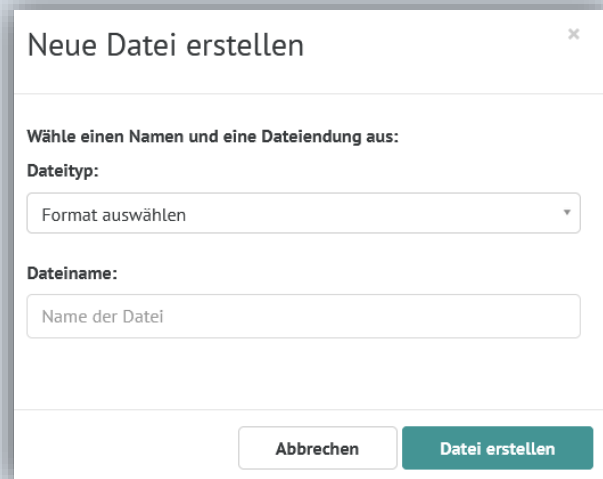 Neue Datei erstellen
×
Wähle einen Namen und eine Dateiendung aus:
Dateityp:
Format auswählen
Dateiname:
Name der Datei
Abbrechen
Datei erstellen